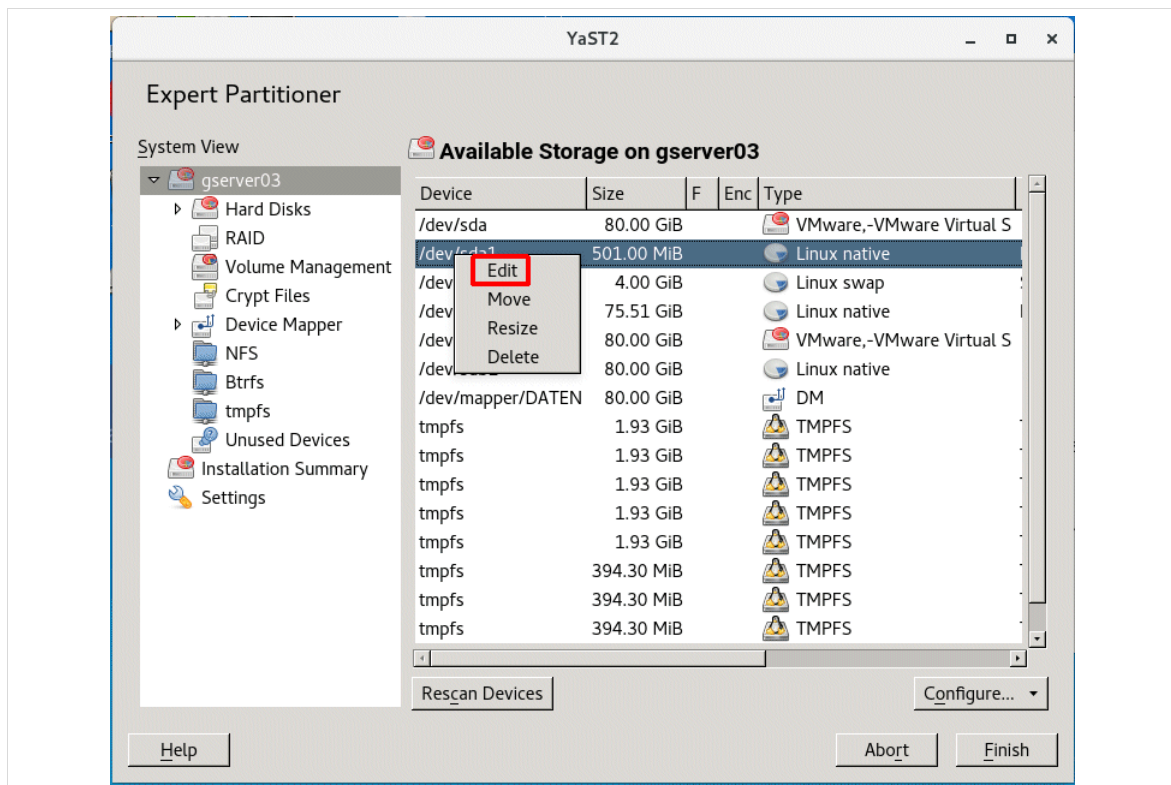 YaST2
Expert Partitioner
System View
gserver03
Hard Disks
RAID
Volume Management
Crypt Files
Device Mapper
NFS
Btrfs
tmpfs
Unused Devices
Installation Summary
Settings
Available Storage on gserver03
Device Size F Enc Type
/dev/sda 80.00 GiB VMware,-VMware Virtual S
/dev/sda1 501.00 MiB Linux native
/dev 4.00 GiB Linux swap
/dev 75.51 GiB Linux native
/dev 80.00 GiB VMware,-VMware Virtual S
/dev 80.00 GiB Linux native
/dev/mapper/DATEN 80.00 GiB DM
tmpfs 1.93 GiB TMPFS
tmpfs 1.93 GiB TMPFS
tmpfs 1.93 GiB TMPFS
tmpfs 1.93 GiB TMPFS
tmpfs 1.93 GiB TMPFS
tmpfs 394.30 MiB TMPFS
tmpfs 394.30 MiB TMPFS
tmpfs 394.30 MiB TMPFS
Edit
Move
Resize
Delete
Rescan Devices
Configure...
Help
Abort
Finish